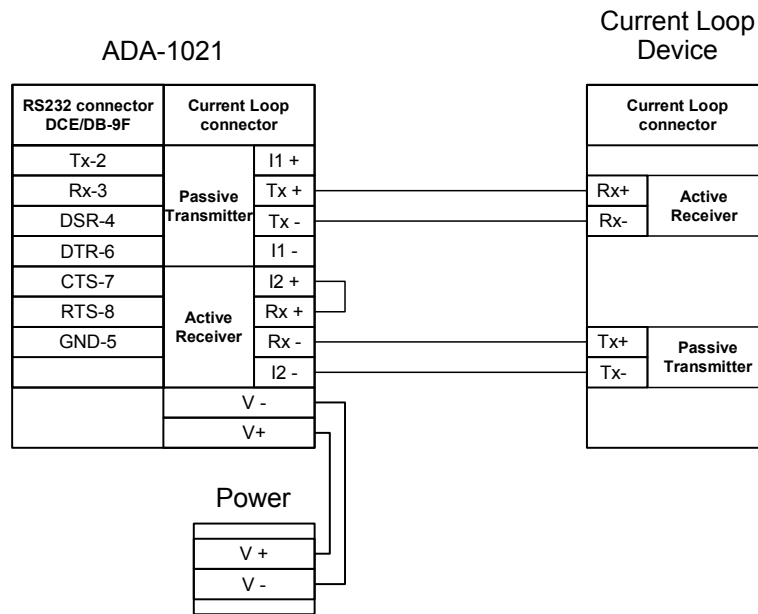 ADA-1021
Current Loop
Device
RS232 connector
DCE/DB-9F
Current Loop
connector
Tx-2
Rx-3
DSR-4
DTR-6
CTS-7
RTS-8
GND-5
Passive
Transmitter
Active
Receiver
I1 +
Tx +
Tx -
I1 -
I2 +
Rx +
Rx -
I2 -
V -
V+
Current Loop
connector
Rx+
Rx-
Active
Receiver
Tx+
Tx-
Passive
Transmitter
Power
V +
V -